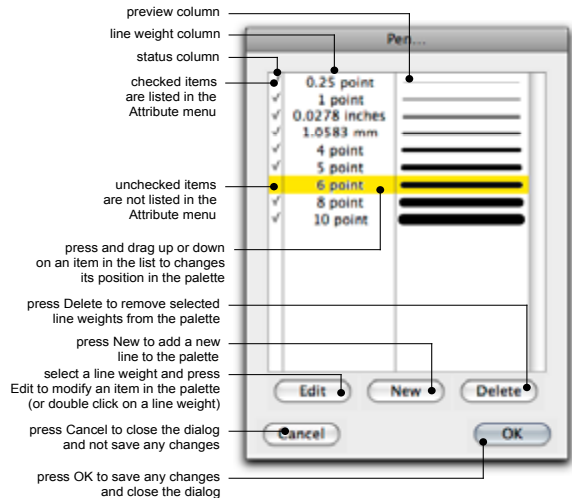 preview column
line weight column
status column
checked items
are listed in the
Attribute menu
unchecked items
are not listed in the
Attribute menu
press and drag up or down
on an item in the list to changes
its position in the palette
press Delete to remove selected
line weights from the palette
press New to add a new
line to the palette
select a line weight and press
Edit to modify an item in the palette
(or double click on a line weight)
press Cancel to close the dialog
and not save any changes
press OK to save any changes
and close the dialog
Pen...
√ 0.25 point
√ 1 point
√ 0.0278 inches
√ 1.0583 mm
√ 4 point
√ 5 point
6 point
√ 8 point
√ 10 point
Edit New Delete
Cancel OK